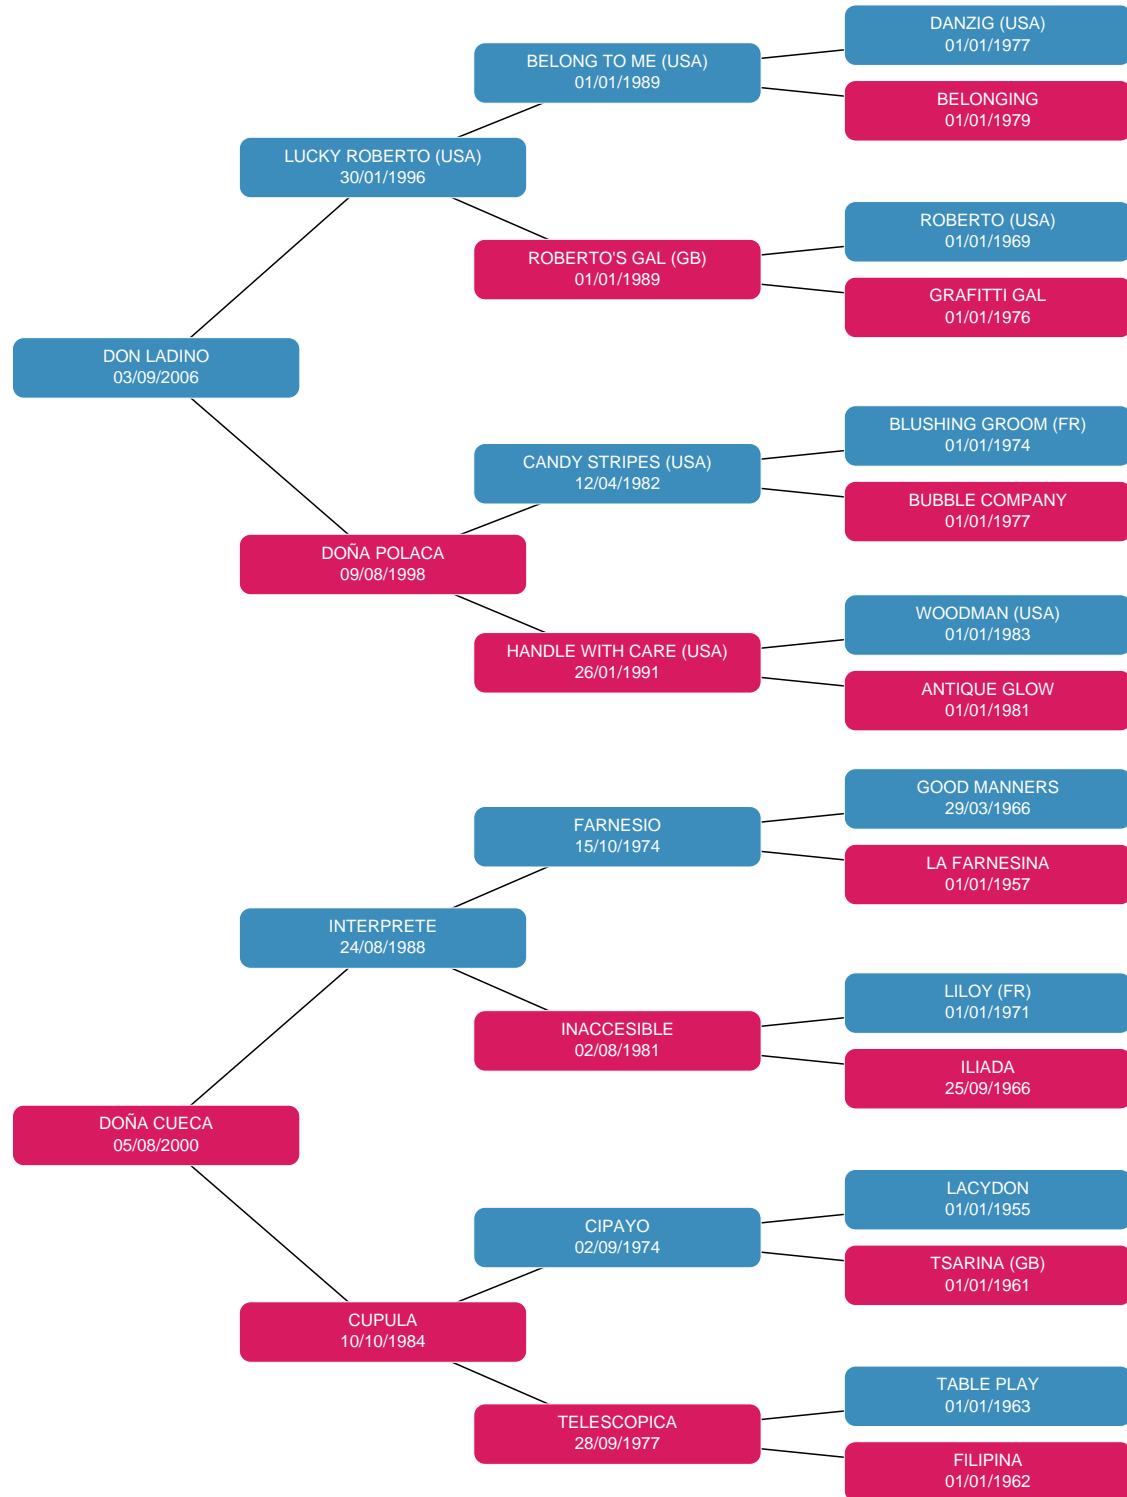 DANZIG (USA)
01/01/1977
BELONG TO ME (USA)
01/01/1989
BELONGING
01/01/1979
LUCKY ROBERTO (USA)
30/01/1996
ROBERTO (USA)
01/01/1969
ROBERTO'S GAL (GB)
01/01/1989
GRAFITTI GAL
01/01/1976
DON LADINO
03/09/2006
BLUSHING GROOM (FR)
01/01/1974
CANDY STRIPES (USA)
12/04/1982
BUBBLE COMPANY
01/01/1977
DOÑA POLACA
09/08/1998
WOODMAN (USA)
01/01/1983
HANDLE WITH CARE (USA)
26/01/1991
ANTIQUE GLOW
01/01/1981
GOOD MANNERS
29/03/1966
FARNESIO
15/10/1974
LA FARNESINA
01/01/1957
INTERPRETE
24/08/1988
LILOY (FR)
01/01/1971
INACCESIBLE
02/08/1981
ILIADA
25/09/1966
DOÑA CUECA
05/08/2000
LACYDON
01/01/1955
CIPAYO
02/09/1974
TSARINA (GB)
01/01/1961
CUPULA
10/10/1984
TABLE PLAY
01/01/1963
TELESCOPICA
28/09/1977
FILIPINA
01/01/1962